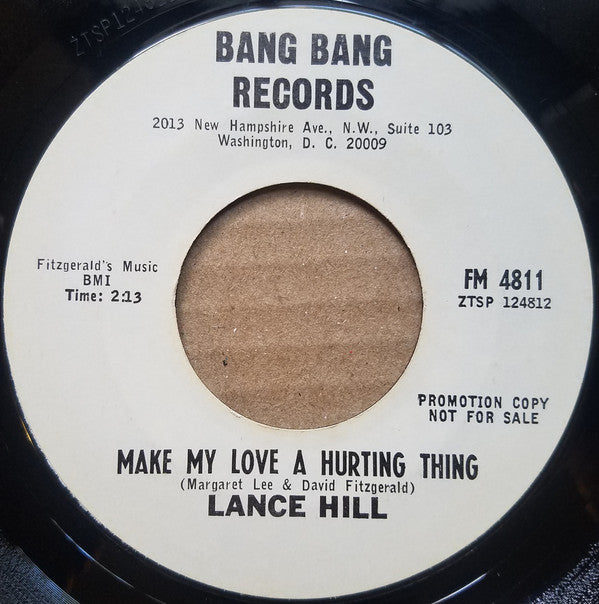 BANG BANG
RECORDS
2013 New Hampshire Ave., N.W., Suite 103
Washington, D. C. 20009
Fitzgerald's Music
BMI
Time: 2:13
FM 4811
ZTSP 124812
PROMOTION COPY
NOT FOR SALE
MAKE MY LOVE A HURTING THING
(Margaret Lee & David Fitzgerald)
LANCE HILL